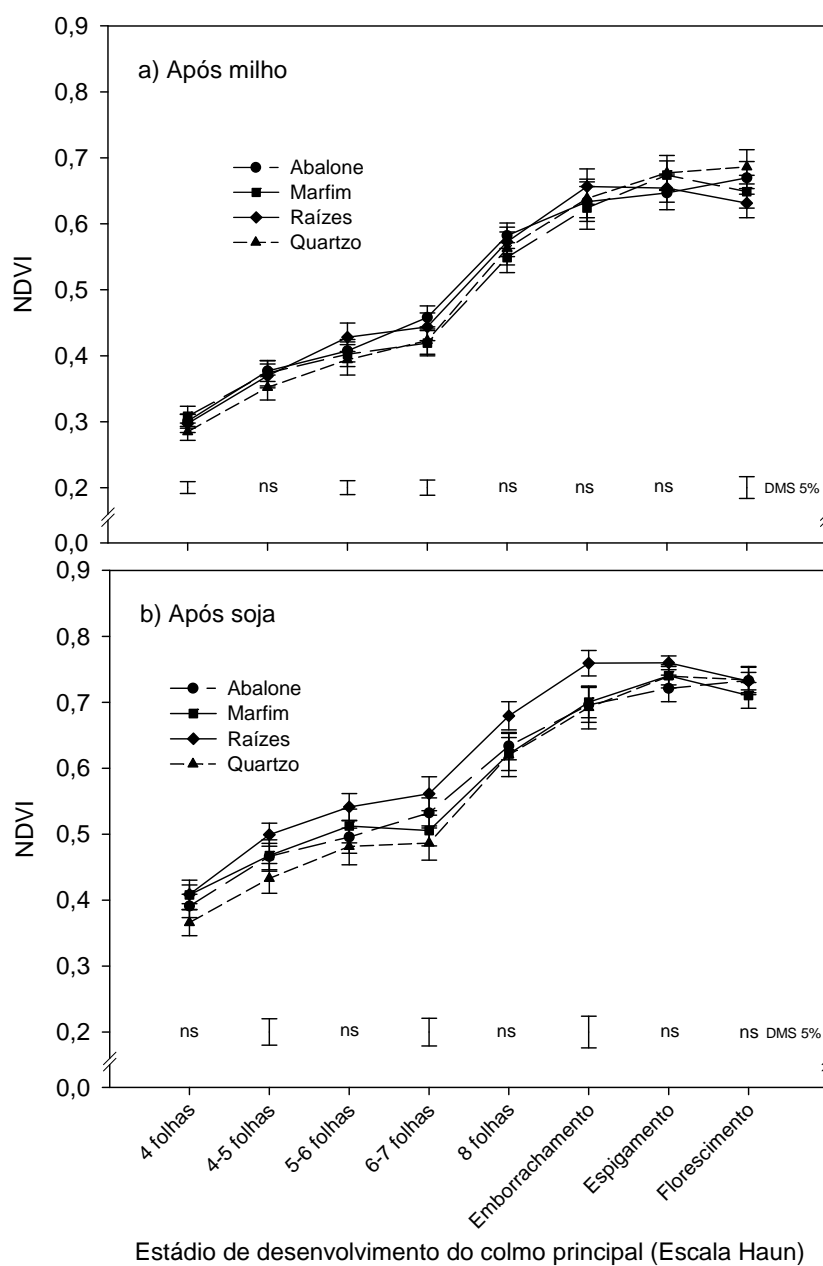 0,9
a) Após milho
0,8
Abalone
Marfim
Raízes
Quartzo
0,7
0,6
NDVI
0,5
0,4
0,3
0,2
ns
ns
ns
ns
DMS 5%
0,0
0,9
b) Após soja
0,8
Abalone
Marfim
Raízes
Quartzo
0,7
0,6
NDVI
0,5
0,4
0,3
0,2
ns
ns
ns
ns
ns
DMS 5%
0,0
4 folhas
4-5 folhas
5-6 folhas
6-7 folhas
8 folhas
Emborrachamento
Espigamento
Florescimento
Estádio de desenvolvimento do colmo principal (Escala Haun)